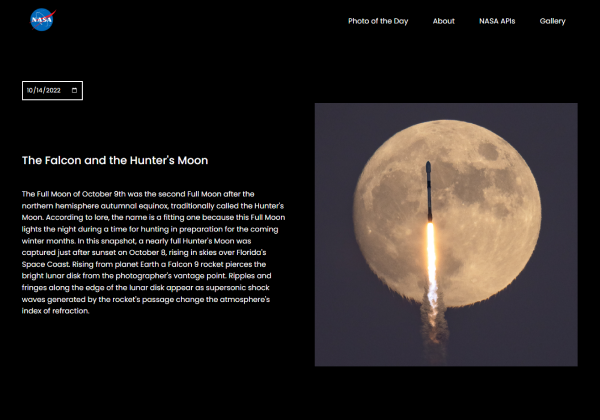 NASA
Photo of the Day
About
NASA APIs
Gallery
10/14/2022
The Falcon and the Hunter's Moon
The Full Moon of October 9th was the second Full Moon after the
northern hemisphere autumnal equinox, traditionally called the Hunter's
Moon. According to lore, the name is a fitting one because this Full Moon
lights the night during a time for hunting in preparation for the coming
winter months. In this snapshot, a nearly full Hunter's Moon was
captured just after sunset on October 8, rising in skies over Florida's
Space Coast. Rising from planet Earth a Falcon 9 rocket pierces the
bright lunar disk from the photographer's vantage point. Ripples and
fringes along the edge of the lunar disk appear as supersonic shock
waves generated by the rocket's passage change the atmosphere's
index of refraction.